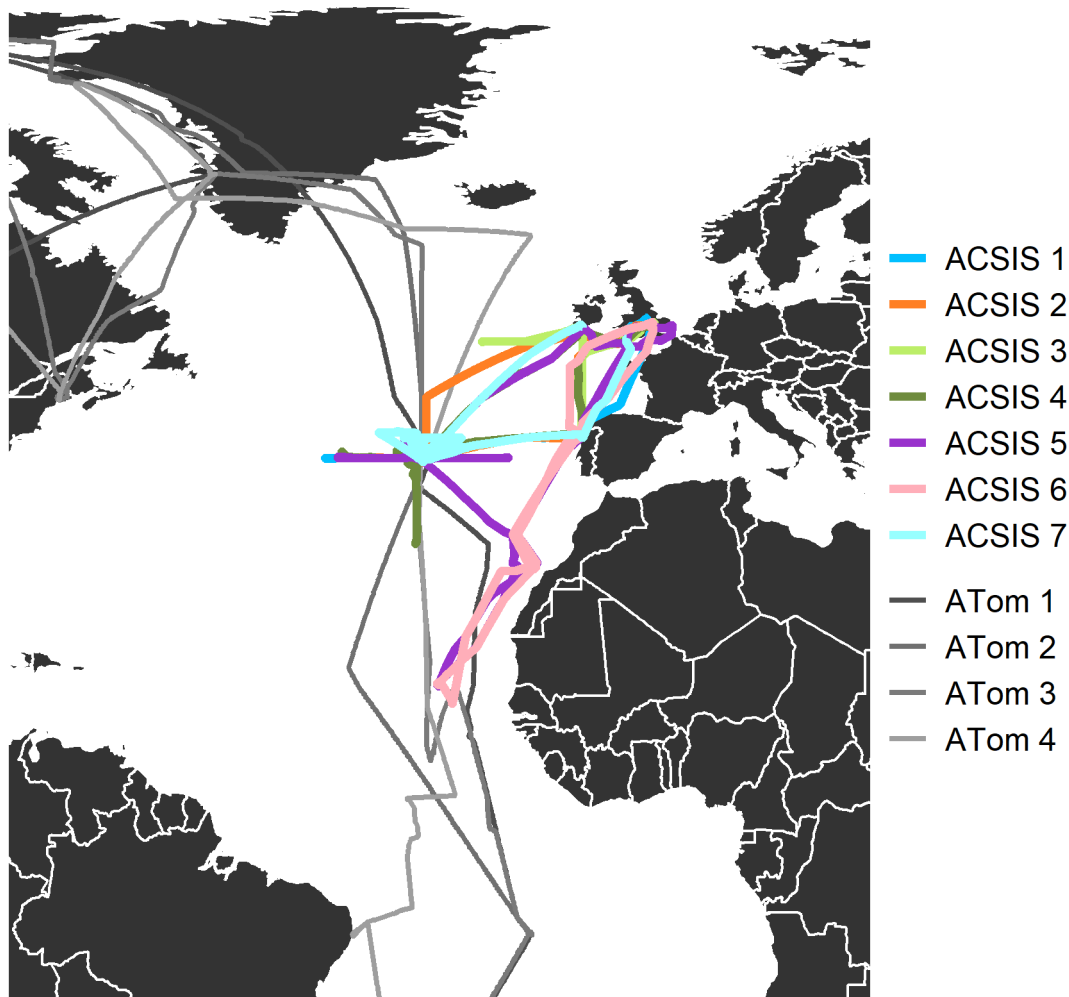 ACSIS 1
ACSIS 2
ACSIS 3
ACSIS 4
ACSIS 5
ACSIS 6
ACSIS 7
ATom 1
ATom 2
ATom 3
ATom 4